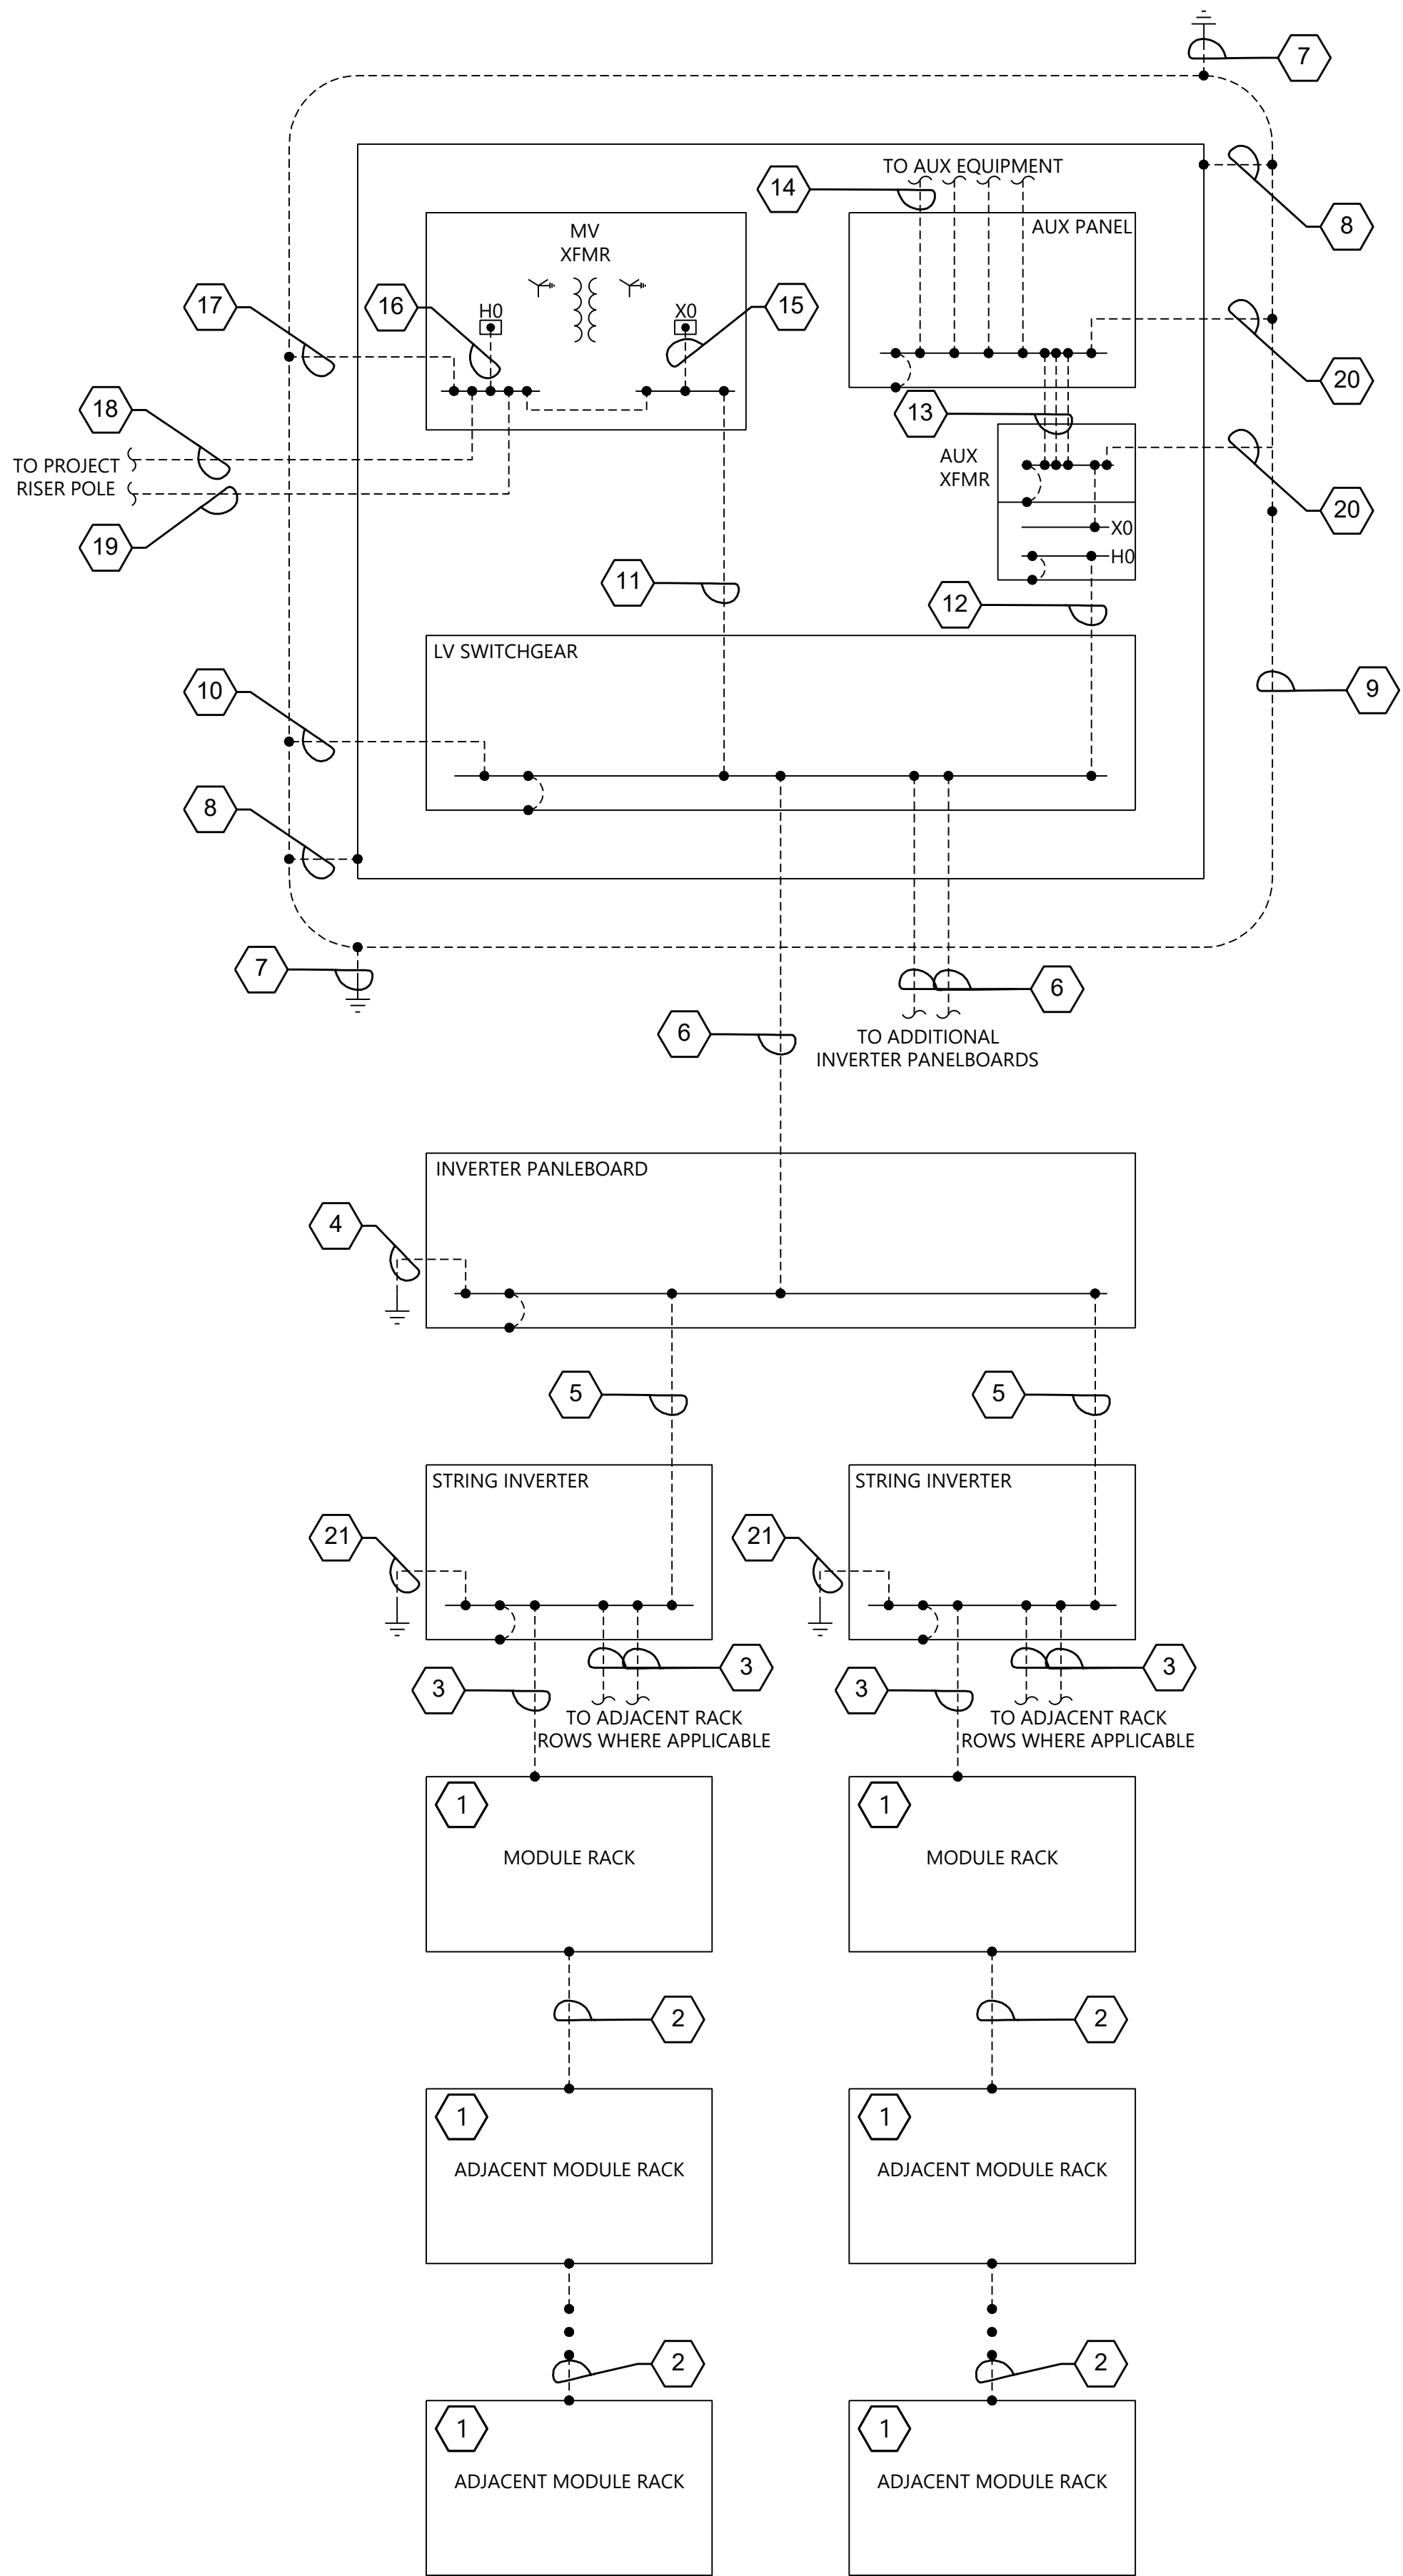 7
TO AUX EQUIPMENT
14
8
MV
XFMR
AUX PANEL
17
16
H0
X0
15
20
18
13
TO PROJECT
RISER POLE
AUX
XFMR
20
19
X0
H0
11
12
LV SWITCHGEAR
10
9
8
7
6
6
TO ADDITIONAL
INVERTER PANELBOARDS
INVERTER PANLEBOARD
4
5
5
STRING INVERTER
STRING INVERTER
21
21
3
3
3
3
TO ADJACENT RACK
ROWS WHERE APPLICABLE
TO ADJACENT RACK
ROWS WHERE APPLICABLE
1
1
MODULE RACK
MODULE RACK
2
2
1
1
ADJACENT MODULE RACK
ADJACENT MODULE RACK
2
2
1
1
ADJACENT MODULE RACK
ADJACENT MODULE RACK